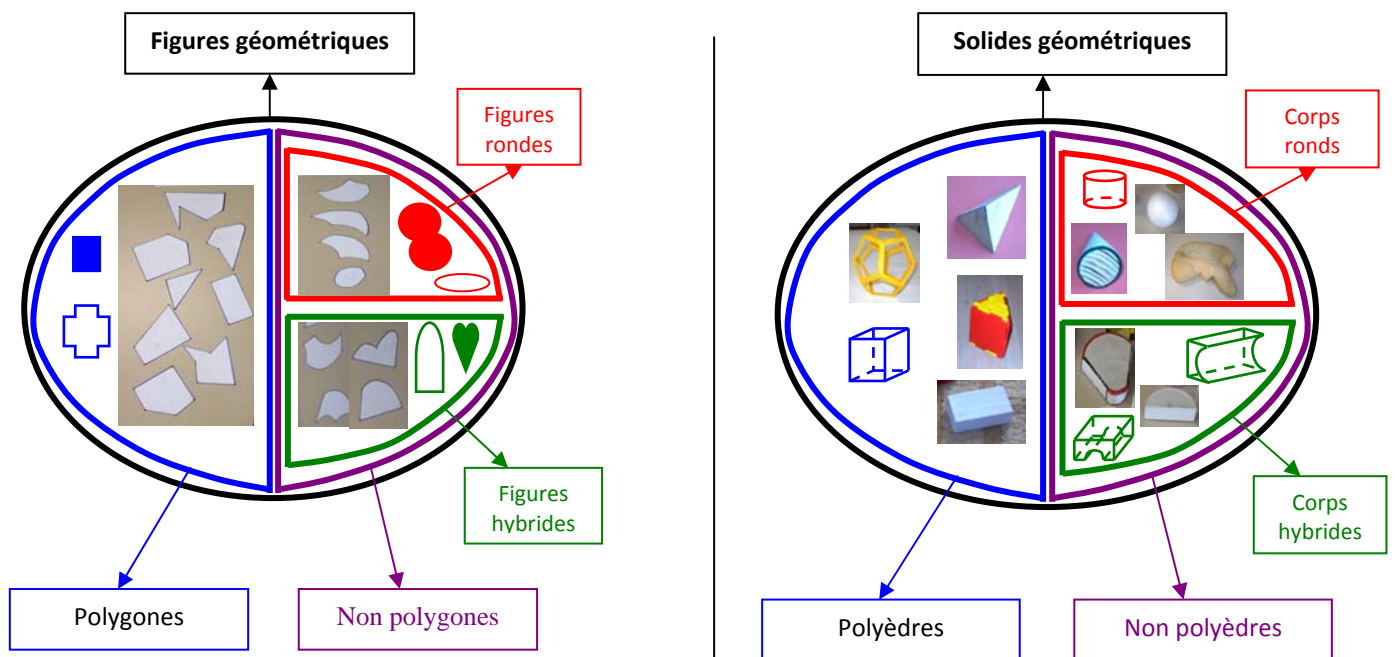 Figures géométriques
Figures
rondes
Figures
hybrides
Polygones
Non polygones
Solides géométriques
Corps
ronds
Corps
hybrides
Polyèdres
Non polyèdres